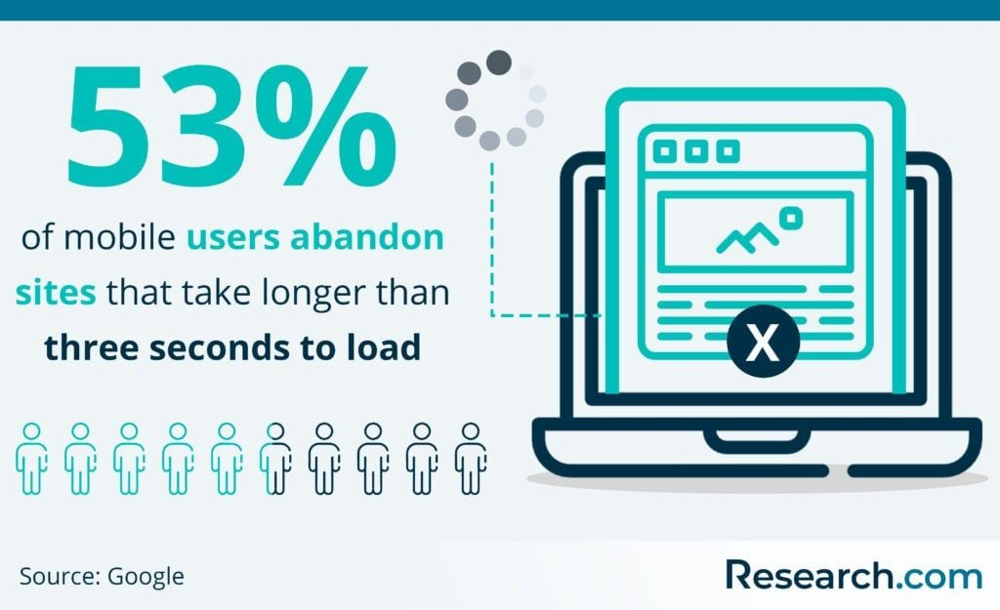 53%
of mobile users abandon
sites that take longer than
three seconds to load
X
Source: Google
Research.com